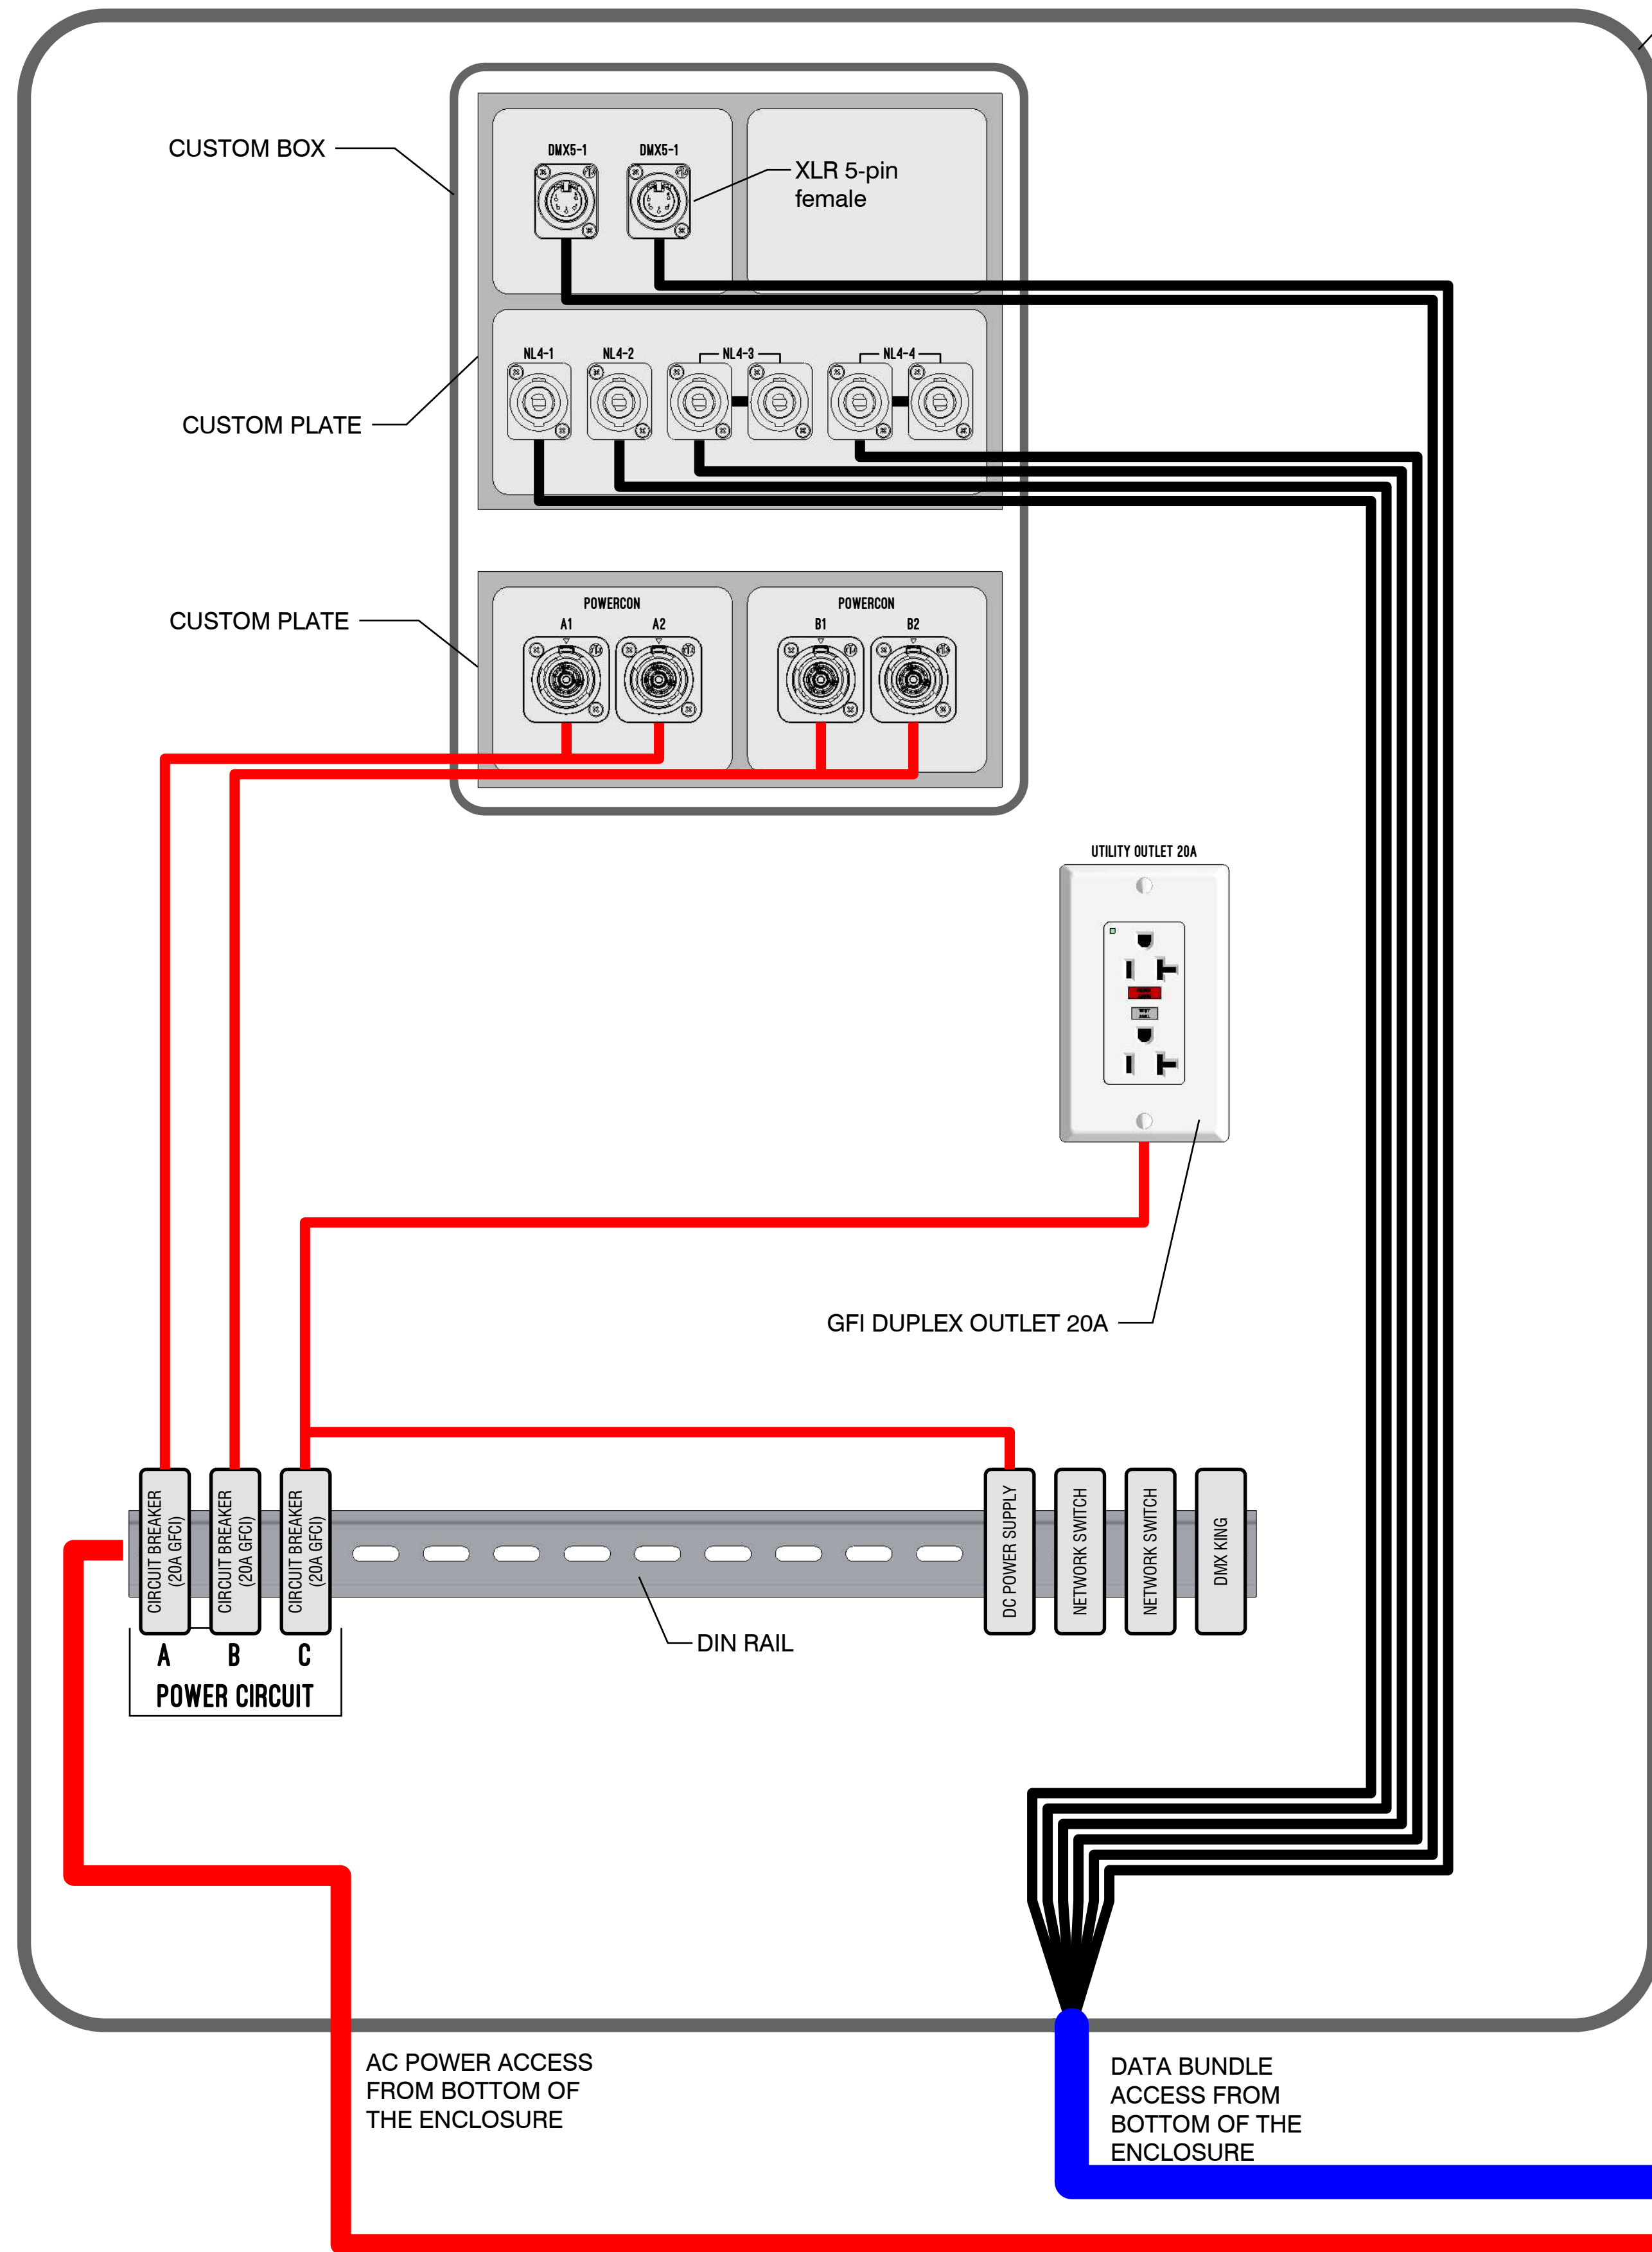 CUSTOM BOX
DMX5-1 DMX5-1
XLR 5-pin
female
NL4-1 NL4-2 NL4-3 NL4-4
CUSTOM PLATE
POWERCON POWERCON
A1 A2 B1 B2
CUSTOM PLATE
UTILITY OUTLET 20A
GFI DUPLEX OUTLET 20A
CIRCUIT BREAKER
(20A GFCI)
CIRCUIT BREAKER
(20A GFCI)
CIRCUIT BREAKER
(20A GFCI)
DC POWER SUPPLY
NETWORK SWITCH
NETWORK SWITCH
DMX KING
DIN RAIL
A B C
POWER CIRCUIT
AC POWER ACCESS
FROM BOTTOM OF
THE ENCLOSURE
DATA BUNDLE
ACCESS FROM
BOTTOM OF THE
ENCLOSURE